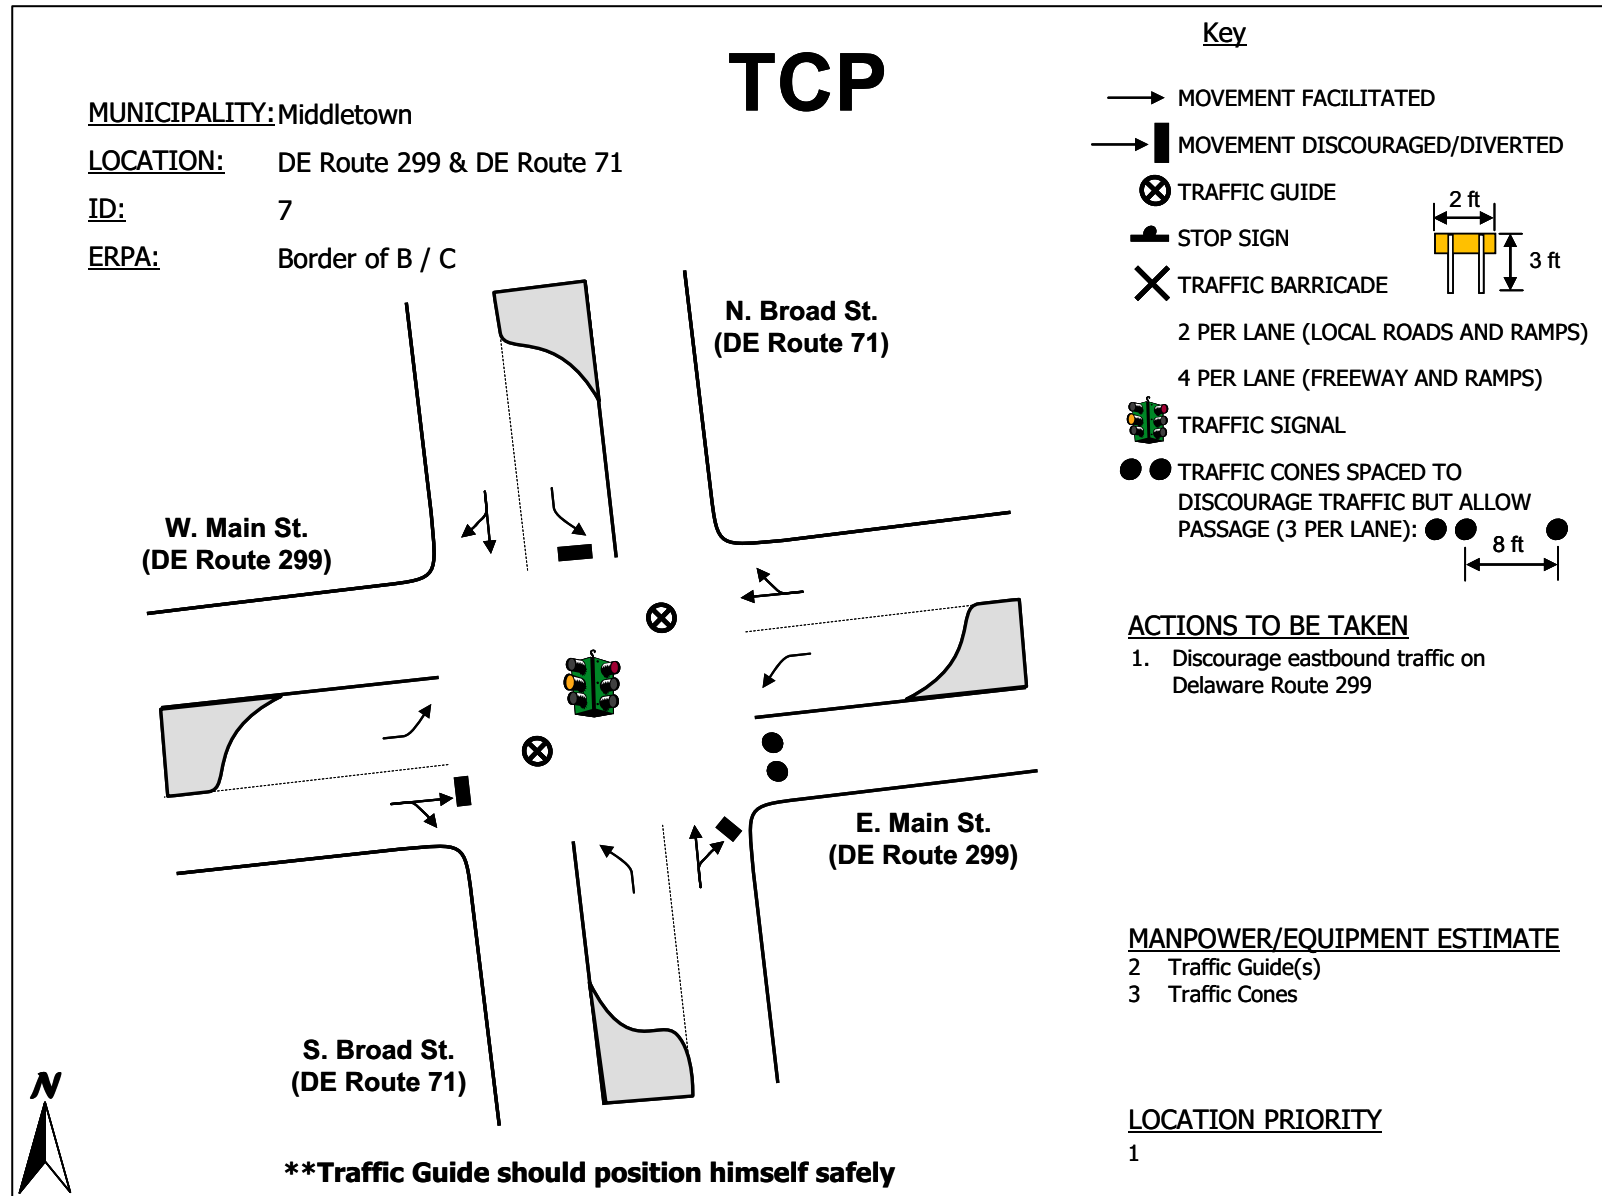 TCP
MUNICIPALITY: Middletown
LOCATION: DE Route 299 & DE Route 71
ID: 7
ERPA: Border of B / C
N. Broad St.
(DE Route 71)
W. Main St.
(DE Route 299)
E. Main St.
(DE Route 299)
S. Broad St.
(DE Route 71)
N
**Traffic Guide should position himself safely
Key
MOVEMENT FACILITATED
MOVEMENT DISCOURAGED/DIVERTED
TRAFFIC GUIDE
2 ft
STOP SIGN
3 ft
TRAFFIC BARRICADE
2 PER LANE (LOCAL ROADS AND RAMPS)
4 PER LANE (FREEWAY AND RAMPS)
TRAFFIC SIGNAL
TRAFFIC CONES SPACED TO
DISCOURAGE TRAFFIC BUT ALLOW
PASSAGE (3 PER LANE):
8 ft
ACTIONS TO BE TAKEN
1. Discourage eastbound traffic on
Delaware Route 299
MANPOWER/EQUIPMENT ESTIMATE
2 Traffic Guide(s)
3 Traffic Cones
LOCATION PRIORITY
1